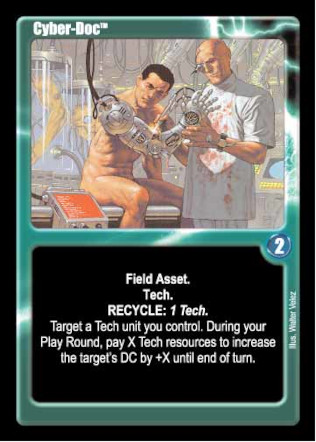 Cyber-Doc™
2
Field Asset.
Tech.
RECYCLE: 1 Tech.
Target a Tech unit you control. During your
Play Round, pay X Tech resources to increase
the target's DC by +X until end of turn.
Illus. Walter Velez